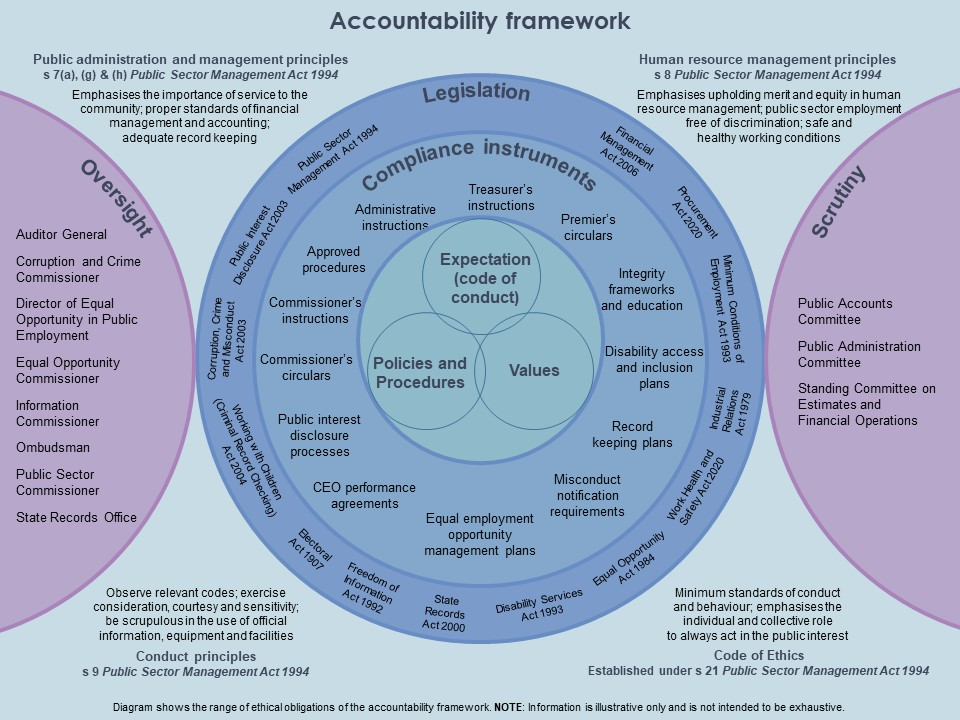 Accountability framework
Public administration and management principles
s 7(a), (g) & (h) Public Sector Management Act 1994
Emphasises the importance of service to the
community; proper standards of financial
management and accounting;
adequate record keeping
Human resource management principles
s 8 Public Sector Management Act 1994
Emphasises upholding merit and equity in human
resource management; public sector employment
free of discrimination; safe and
healthy working conditions
Oversight
Auditor General
Corruption and Crime
Commissioner
Director of Equal
Opportunity in Public
Employment
Equal Opportunity
Commissioner
Information
Commissioner
Ombudsman
Public Sector
Commissioner
State Records Office
Legislation
Public Sector
Management Act 1994
Public Interest
Disclosure Act 2003
Corruption, Crime
and Misconduct
Act 2003
Working with Children
(Criminal Record Checking)
Act 2004
Electoral
Act 1907
Freedom of
Information
Act 1992
State
Records
Act 2000
Disability Services
Act 1993
Equal Opportunity
Act 1984
Work Health and
Safety Act 2020
Industrial
Relations
Act 1979
Minimum Conditions of
Employment Act 1993
Procurement
Act 2020
Financial
Management
Act 2006
Compliance instruments
Treasurer's
instructions
Premier's
circulars
Integrity
frameworks
and education
Disability access
and inclusion
plans
Record
keeping plans
Misconduct
notification
requirements
Equal employment
opportunity
management plans
CEO performance
agreements
Public interest
disclosure
processes
Commissioner's
circulars
Commissioner's
instructions
Approved
procedures
Administrative
instructions
Expectation
(code of
conduct)
Policies and
Procedures
Values
Scrutiny
Public Accounts
Committee
Public Administration
Committee
Standing Committee on
Estimates and
Financial Operations
Observe relevant codes; exercise
consideration, courtesy and sensitivity;
be scrupulous in the use of official
information, equipment and facilities
Conduct principles
s 9 Public Sector Management Act 1994
Minimum standards of conduct
and behaviour; emphasises the
individual and collective role
to always act in the public interest
Code of Ethics
Established under s 21 Public Sector Management Act 1994
Diagram shows the range of ethical obligations of the accountability framework. NOTE: Information is illustrative only and is not intended to be exhaustive.